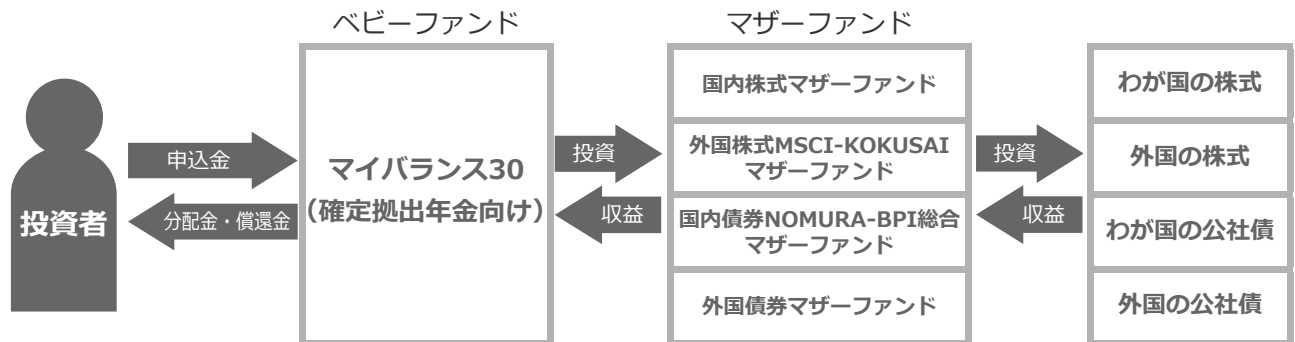 ベビーファンド
マザーファンド
投資者
申込金
分配金・償還金
マイバランス30
（確定拠出年金向け）
投資
収益
国内株式マザーファンド
外国株式MSCI-KOKUSAI
マザーファンド
国内債券NOMURA-BPI総合
マザーファンド
外国債券マザーファンド
投資
収益
わが国の株式
外国の株式
わが国の公社債
外国の公社債